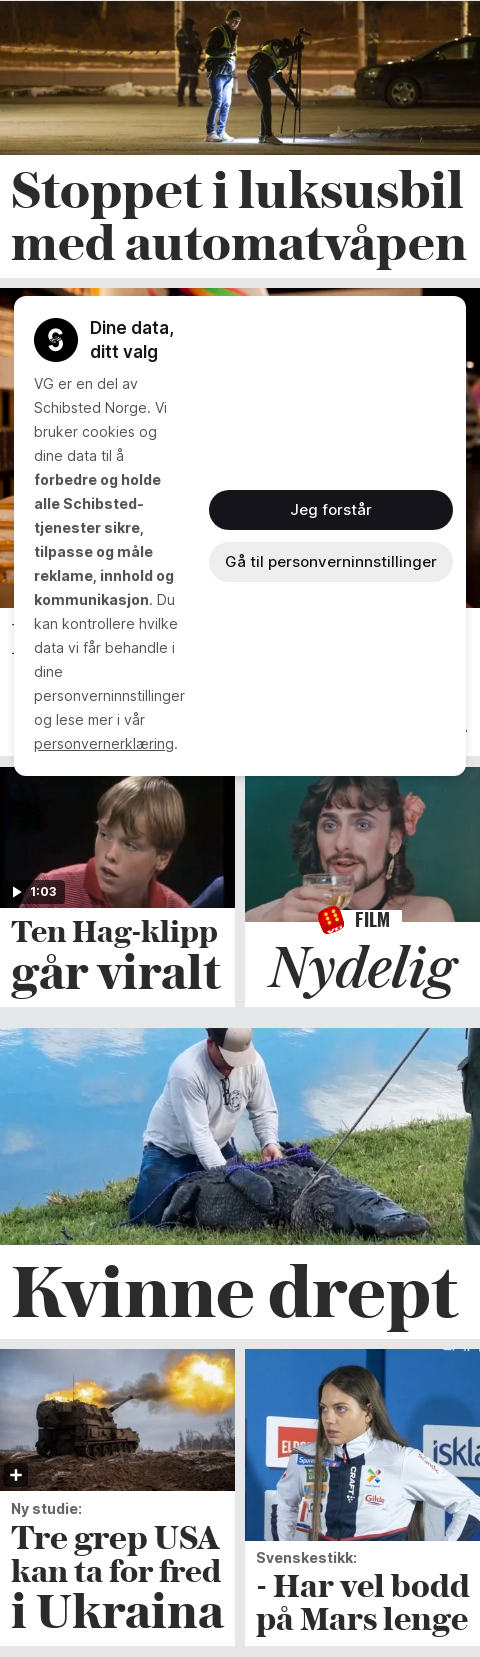 Stoppet i luksusbil
med automatvåpen
Dine data,
ditt valg
VG er en del av
Schibsted Norge. Vi
bruker cookies og
dine data til å
forbedre og holde
alle Schibsted-
tjenester sikre,
tilpasse og måle
reklame, innhold og
kommunikasjon. Du
kan kontrollere hvilke
data vi får behandle i
dine
personverninnstillinger
og lese mer i vår
personvernerklæring.
Jeg forstår
Gå til personverninnstillinger
1:03
Ten Hag-klipp
går viralt
FILM
Nydelig
Kvinne drept
Ny studie:
Tre grep USA
kan ta for fred
i Ukraina
CRAFT
Gilde
iskla
Svenskestikk:
- Har vel bodd
på Mars lenge